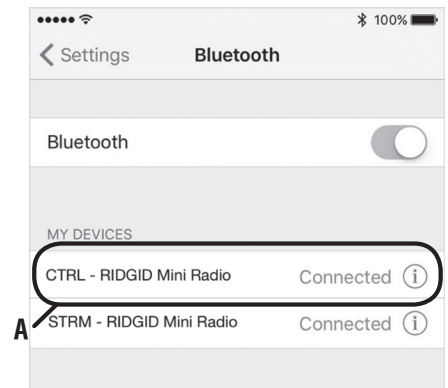 100%
Settings Bluetooth
Bluetooth
MY DEVICES
CTRL - RIDGID Mini Radio Connected i
A STRM - RIDGID Mini Radio Connected i